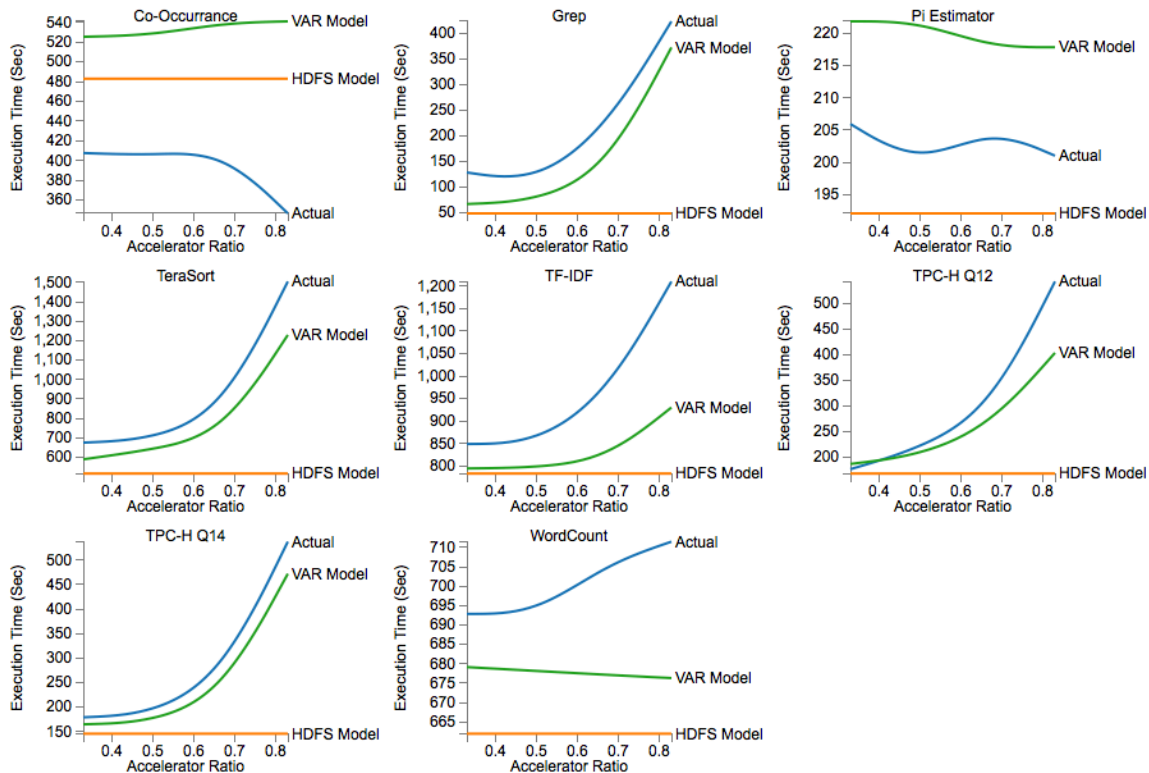 Co-Occurrance
Execution Time (Sec)
540
520
500
480
460
440
420
400
380
360
VAR Model
HDFS Model
Actual
0.4 0.5 0.6 0.7 0.8
Accelerator Ratio
Grep
Execution Time (Sec)
400
350
300
250
200
150
100
50
Actual
VAR Model
HDFS Model
0.4 0.5 0.6 0.7 0.8
Accelerator Ratio
Pi Estimator
Execution Time (Sec)
220
215
210
205
200
195
VAR Model
Actual
HDFS Model
0.4 0.5 0.6 0.7 0.8
Accelerator Ratio
TeraSort
Execution Time (Sec)
1,500
1,400
1,300
1,200
1,100
1,000
900
800
700
600
Actual
VAR Model
HDFS Model
0.4 0.5 0.6 0.7 0.8
Accelerator Ratio
TF-IDF
Execution Time (Sec)
1,200
1,150
1,100
1,050
1,000
950
900
850
800
Actual
VAR Model
HDFS Model
0.4 0.5 0.6 0.7 0.8
Accelerator Ratio
TPC-H Q12
Execution Time (Sec)
500
450
400
350
300
250
200
Actual
VAR Model
HDFS Model
0.4 0.5 0.6 0.7 0.8
Accelerator Ratio
TPC-H Q14
Execution Time (Sec)
500
450
400
350
300
250
200
150
Actual
VAR Model
HDFS Model
0.4 0.5 0.6 0.7 0.8
Accelerator Ratio
WordCount
Execution Time (Sec)
710
705
700
695
690
685
680
675
670
665
Actual
VAR Model
HDFS Model
0.4 0.5 0.6 0.7 0.8
Accelerator Ratio